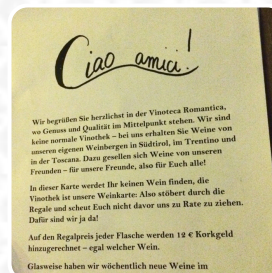 Ciao amici!
Wir begrüßen Sie herzlichst in der Vinoteca Romantica,
wo Genuss und Qualität im Mittelpunkt stehen. Wir sind
keine normale Vinothek – bei uns erhalten Sie Weine von
unseren eigenen Weinbergen in Südtirol, im Trentino und
in der Toscana. Dazu gesellen sich Weine von unseren
Freunden – für unsere Freunde, also für Euch alle!
In dieser Karte werdet Ihr keinen Wein finden, die
Vinothek ist unsere Weinkarte: Also stöbert durch die
Regale und scheut Euch nicht davor uns zu Rate zu ziehen.
Dafür sind wir ja da!
Auf den Regalpreis jeder Flasche werden 12 € Korkgeld
hinzugerechnet – egal welcher Wein.
Glasweise haben wir wöchentlich neue Weine im